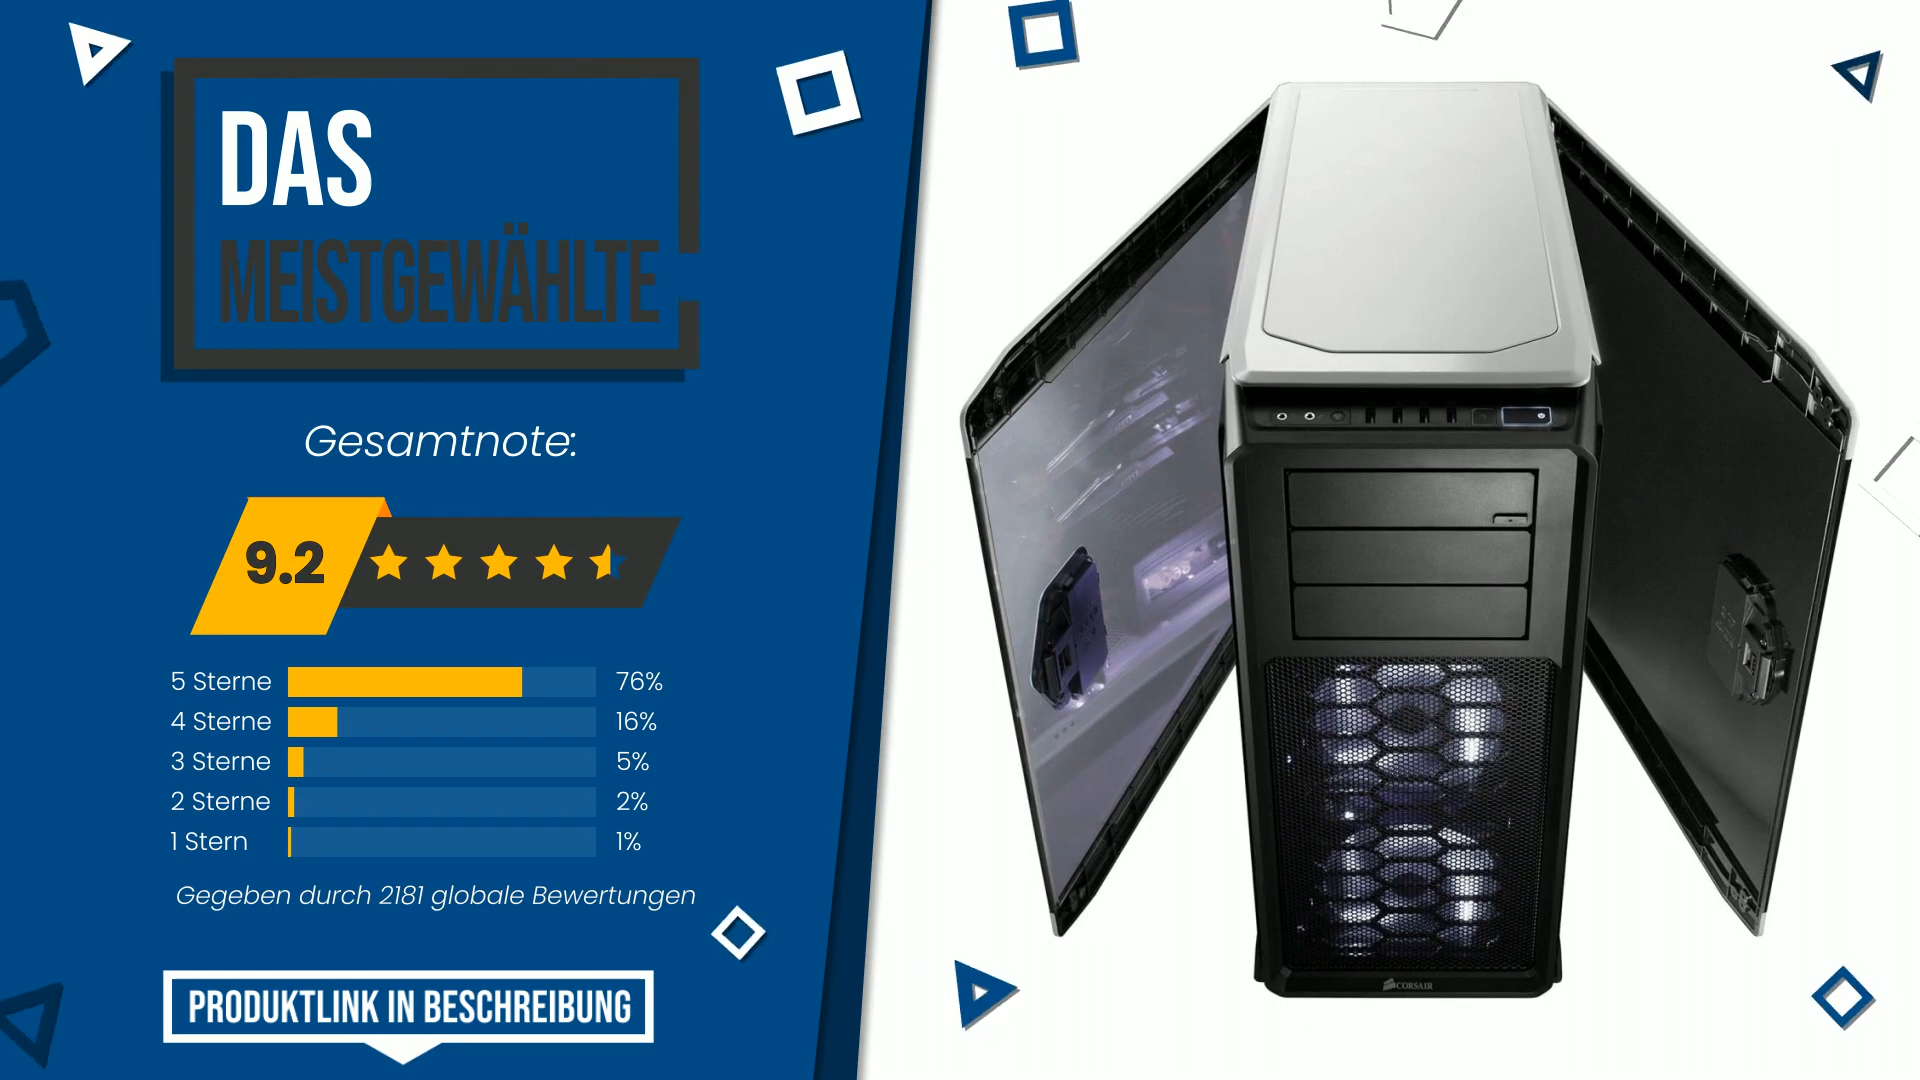 DAS
MEISTGEWÄHLTE
Gesamtnote:
9.2
5 Sterne 76%
4 Sterne 16%
3 Sterne 5%
2 Sterne 2%
1 Stern 1%
Gegeben durch 2181 globale Bewertungen
PRODUKTLINK IN BESCHREIBUNG
CORSAIR